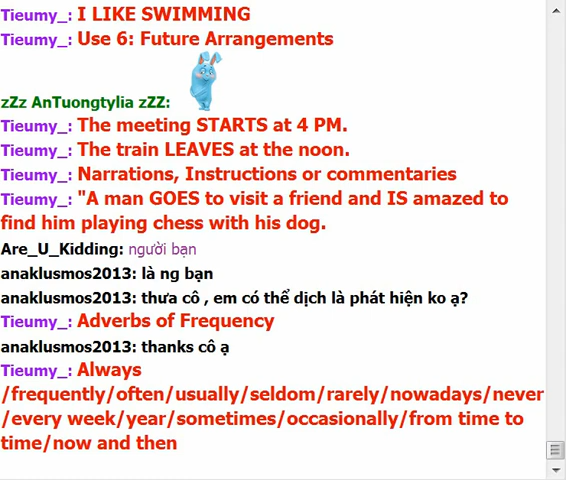 Tieumy_: I LIKE SWIMMING
Tieumy_: Use 6: Future Arrangements
zZz AnTuongtylia zZZ:
Tieumy_: The meeting STARTS at 4 PM.
Tieumy_: The train LEAVES at the noon.
Tieumy_: Narrations, Instructions or commentaries
Tieumy_: "A man GOES to visit a friend and IS amazed to
find him playing chess with his dog.
Are_U_Kidding: người bạn
anaklusmos2013: là ng bạn
anaklusmos2013: thưa cô , em có thể dịch là phát hiện ko ạ?
Tieumy_: Adverbs of Frequency
anaklusmos2013: thanks cô ạ
Tieumy_: Always
/frequently/often/usually/seldom/rarely/nowadays/never
/every week/year/sometimes/occasionally/from time to
time/now and then